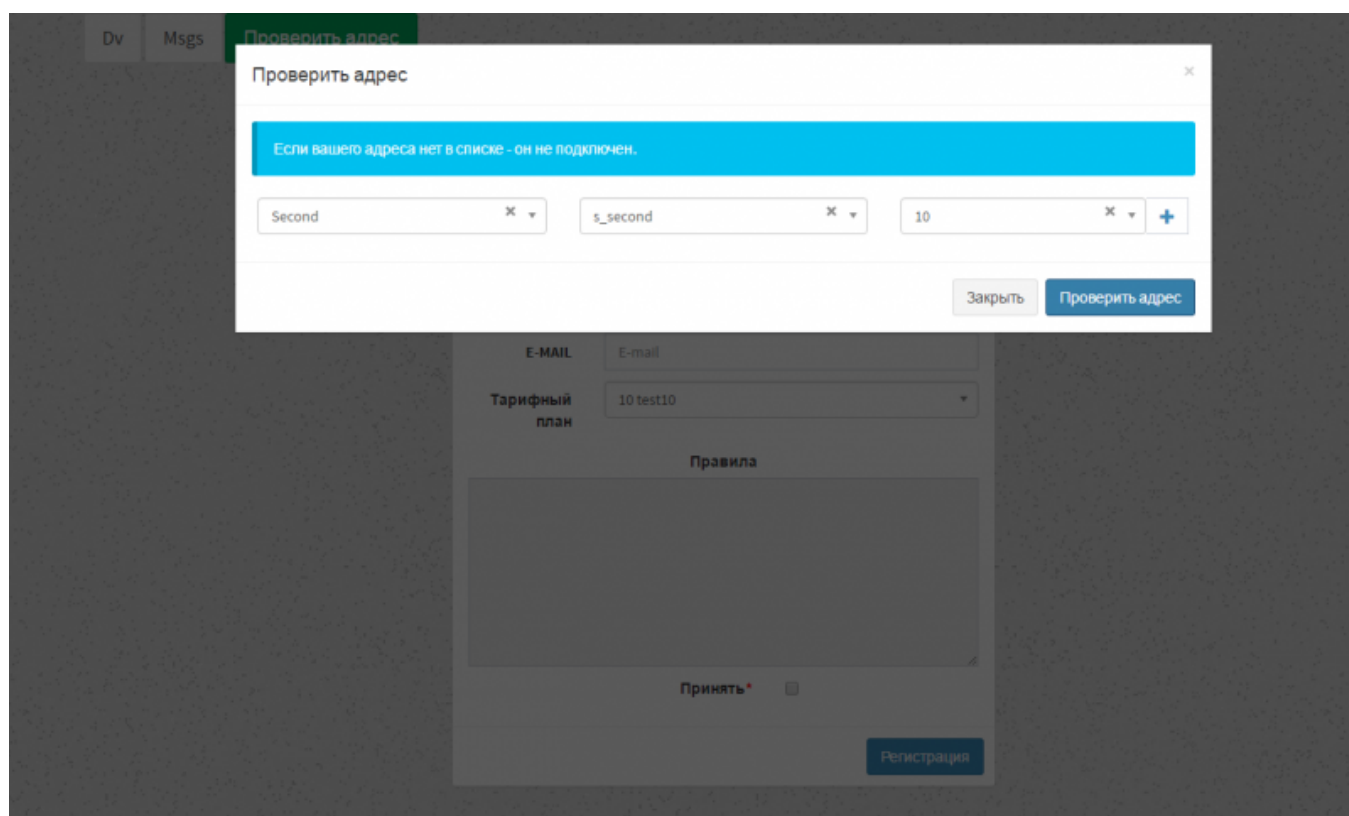 Dv Msgs Проверить адрес
Проверить адрес ×
Если вашего адреса нет в списке - он не подключен.
Second × s_second × 10 × +
Закрыть Проверить адрес
E-MAIL E-mail
Тарифный 10 test10
план
Правила
Принять*
Регистрация